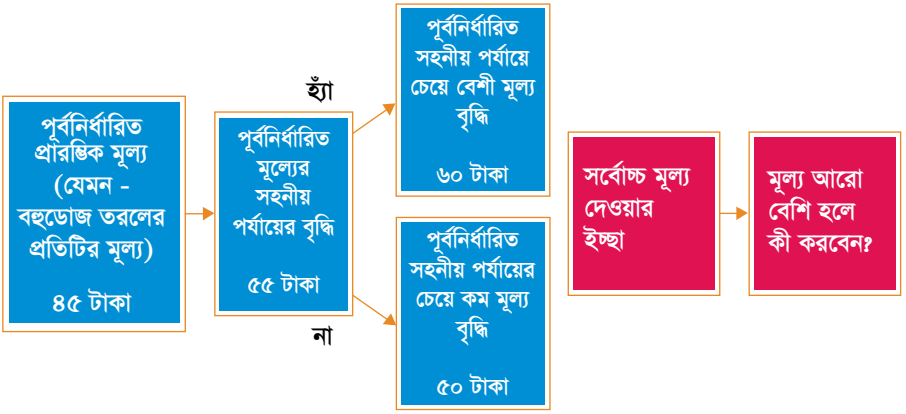 পূর্বনির্ধারিত
প্রারম্ভিক মূল্য
(যেমন -
বহুডোজ তরলের
প্রতিটির মূল্য)
৪৫ টাকা
পূর্বনির্ধারিত
মূল্যের
সহনীয়
পর্যায়ের বৃদ্ধি
৫৫ টাকা
হ্যাঁ
পূর্বনির্ধারিত
সহনীয় পর্যায়ে
চেয়ে বেশী মূল্য
বৃদ্ধি
৬০ টাকা
না
পূর্বনির্ধারিত
সহনীয় পর্যায়ের
চেয়ে কম মূল্য
বৃদ্ধি
৫০ টাকা
সর্বোচ্চ মূল্য
দেওয়ার
ইচ্ছা
মূল্য আরো
বেশি হলে
কী করবেন?